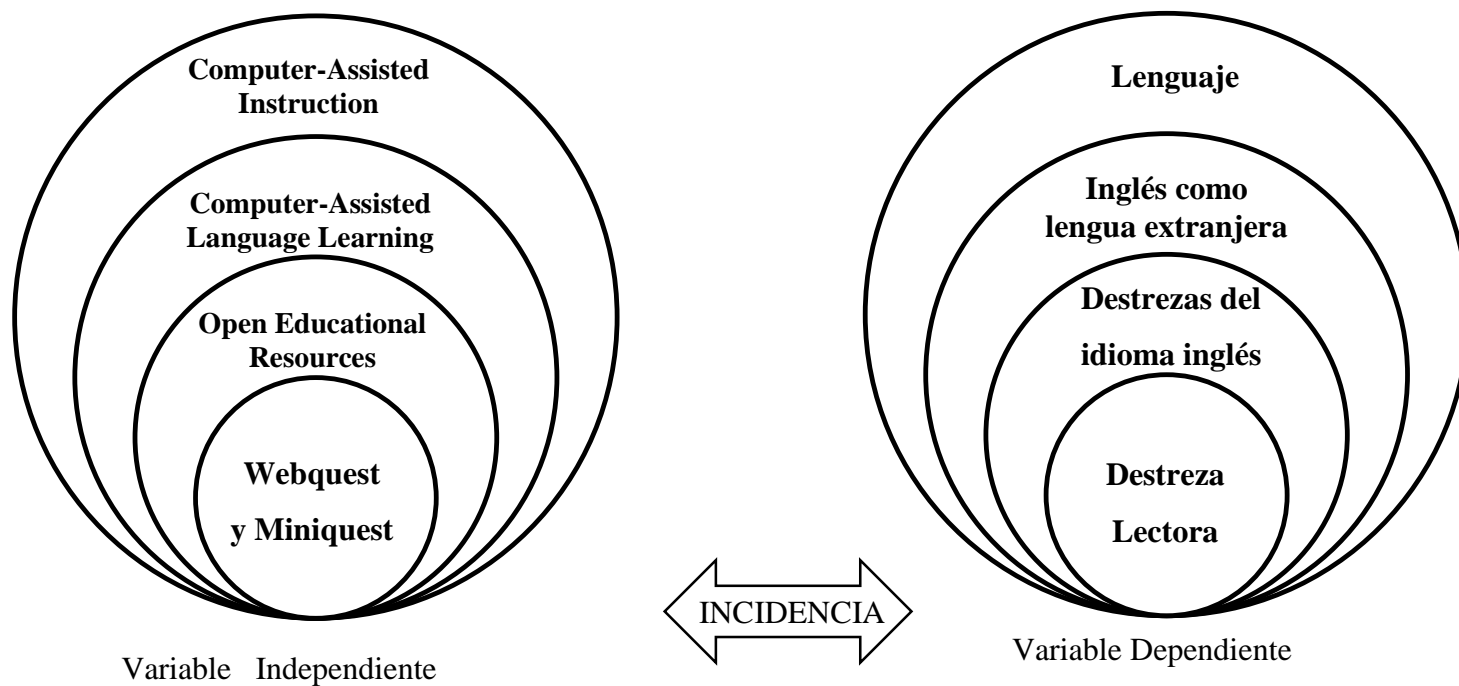 Computer-Assisted
Instruction
Computer-Assisted
Language Learning
Open Educational
Resources
Webquest
y Miniquest
Variable Independiente
INCIDENCIA
Lenguaje
Inglés como
lengua extranjera
Destrezas del
idioma inglés
Destreza
Lectora
Variable Dependiente